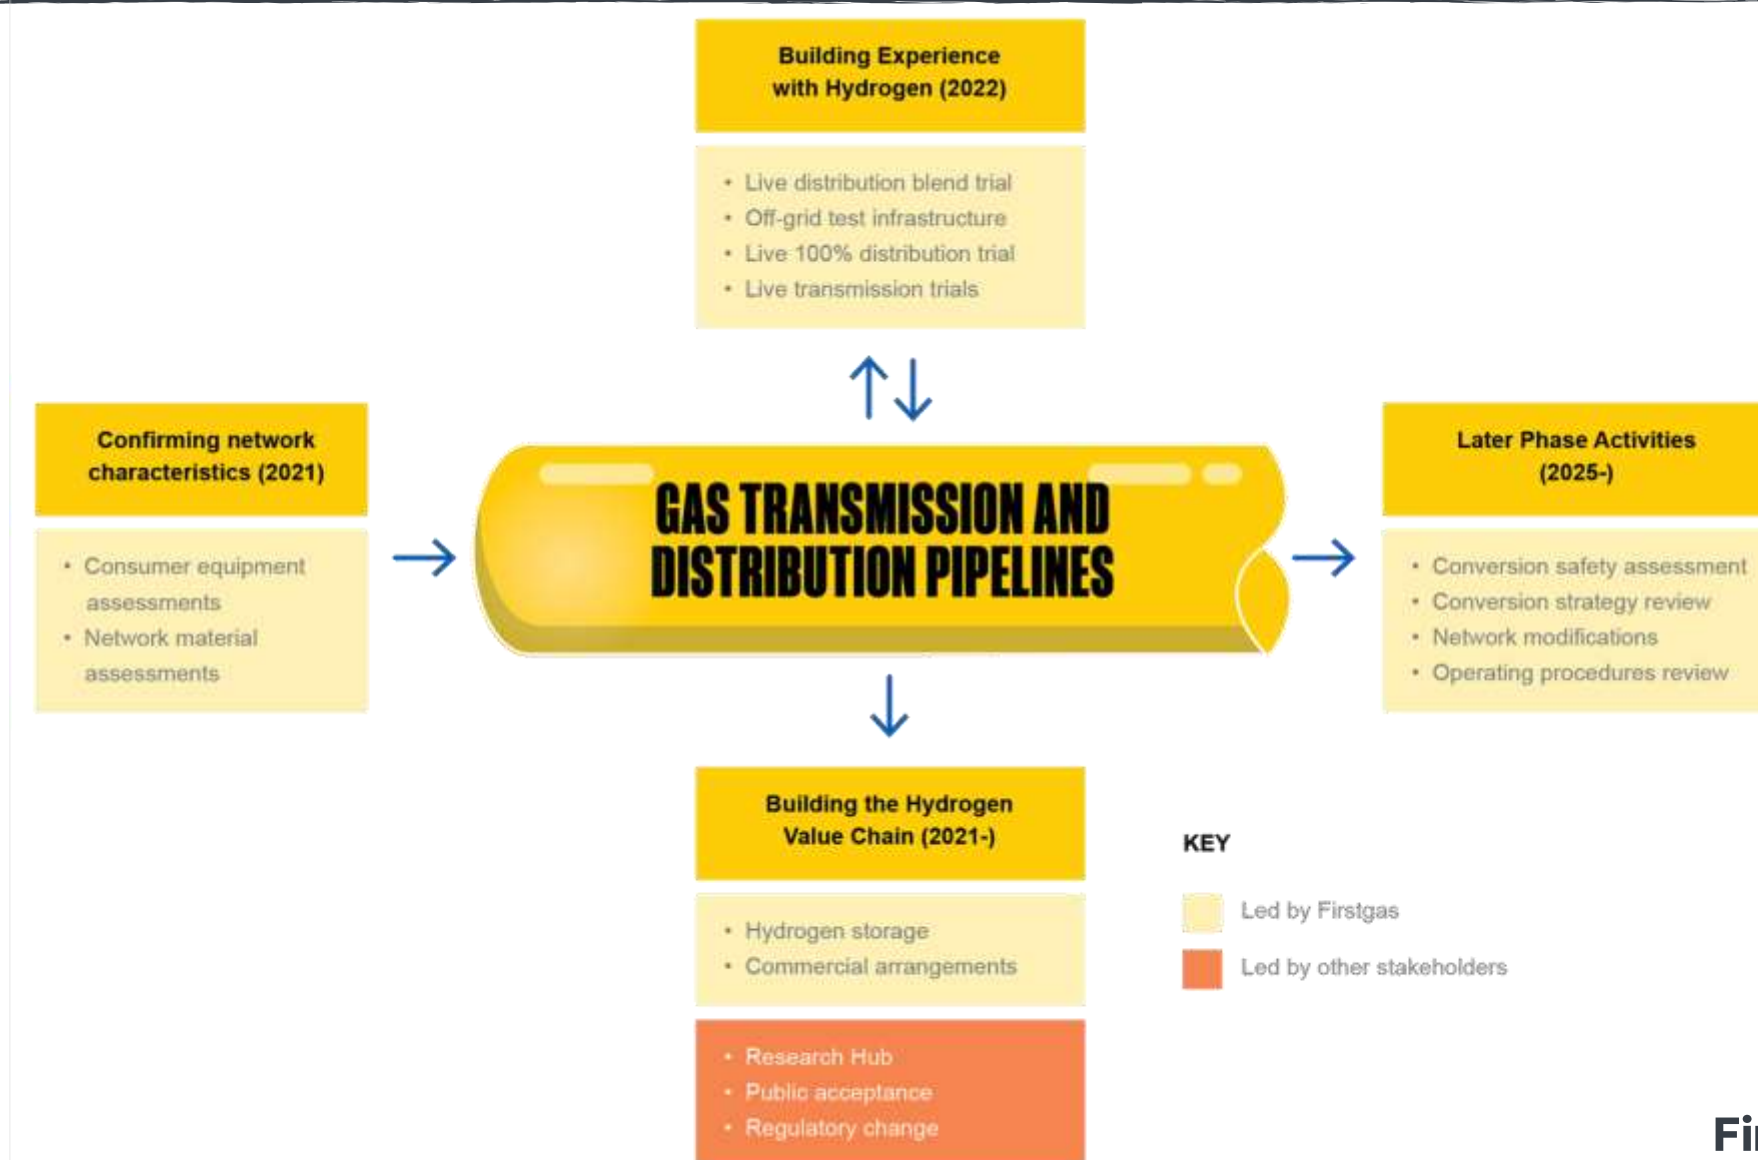 Building Experience
with Hydrogen (2022)
• Live distribution blend trial
• Off-grid test infrastructure
• Live 100% distribution trial
• Live transmission trials
Confirming network
characteristics (2021)
• Consumer equipment
assessments
• Network material
assessments
GAS TRANSMISSION AND
DISTRIBUTION PIPELINES
Later Phase Activities
(2025-)
• Conversion safety assessment
• Conversion strategy review
• Network modifications
• Operating procedures review
Building the Hydrogen
Value Chain (2021-)
• Hydrogen storage
• Commercial arrangements
• Research Hub
• Public acceptance
• Regulatory change
KEY
Led by Firstgas
Led by other stakeholders